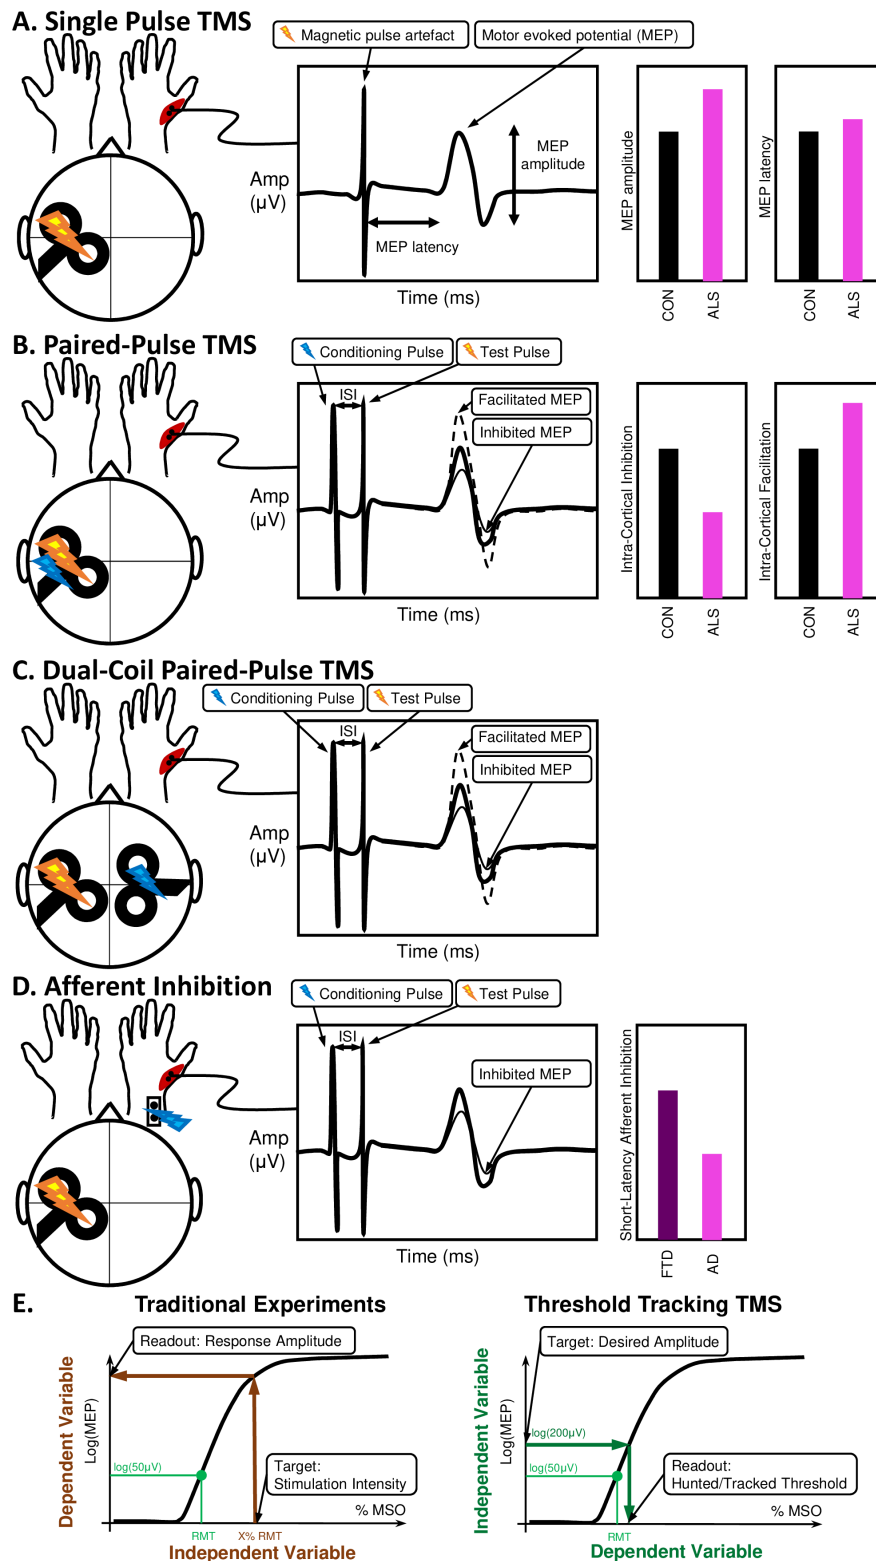 A. Single Pulse TMS
Magnetic pulse artefact
Motor evoked potential (MEP)
MEP
amplitude
Amp
(µV)
MEP latency
Time (ms)
MEP amplitude
CON
ALS
MEP latency
CON
ALS
B. Paired-Pulse TMS
Conditioning Pulse
Test Pulse
ISI
Facilitated MEP
Inhibited MEP
Amp
(µV)
Time (ms)
Intra-Cortical Inhibition
CON
ALS
Intra-Cortical Facilitation
CON
ALS
C. Dual-Coil Paired-Pulse TMS
Conditioning Pulse
Test Pulse
ISI
Facilitated MEP
Inhibited MEP
Amp
(µV)
Time (ms)
D. Afferent Inhibition
Conditioning Pulse
Test Pulse
ISI
Inhibited MEP
Amp
(µV)
Time (ms)
Short-Latency Afferent Inhibition
FTD
AD
E.
Traditional Experiments
Readout: Response Amplitude
Dependent Variable
Log(MEP)
log(50µV)
Target:
Stimulation Intensity
% MSO
RMT
X% RMT
Independent Variable
Threshold Tracking TMS
Target: Desired Amplitude
Independent Variable
Log(MEP)
log(200µV)
log(50µV)
Readout:
Hunted/Tracked Threshold
% MSO
RMT
Dependent Variable